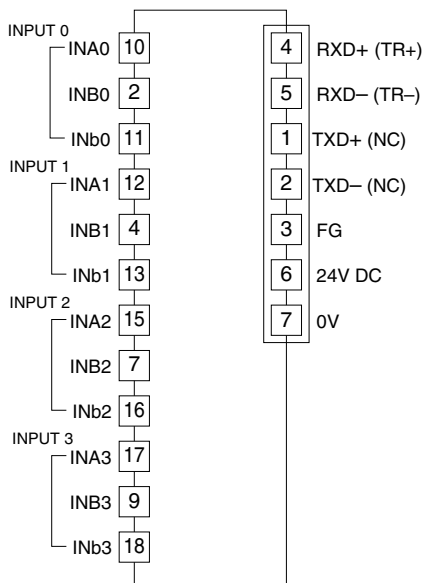 INPUT 0
INA0 10
INB0 2
INb0 11
INPUT 1
INA1 12
INB1 4
INb1 13
INPUT 2
INA2 15
INB2 7
INb2 16
INPUT 3
INA3 17
INB3 9
INb3 18
4 RXD+ (TR+)
5 RXD− (TR−)
1 TXD+ (NC)
2 TXD− (NC)
3 FG
6 24V DC
7 0V